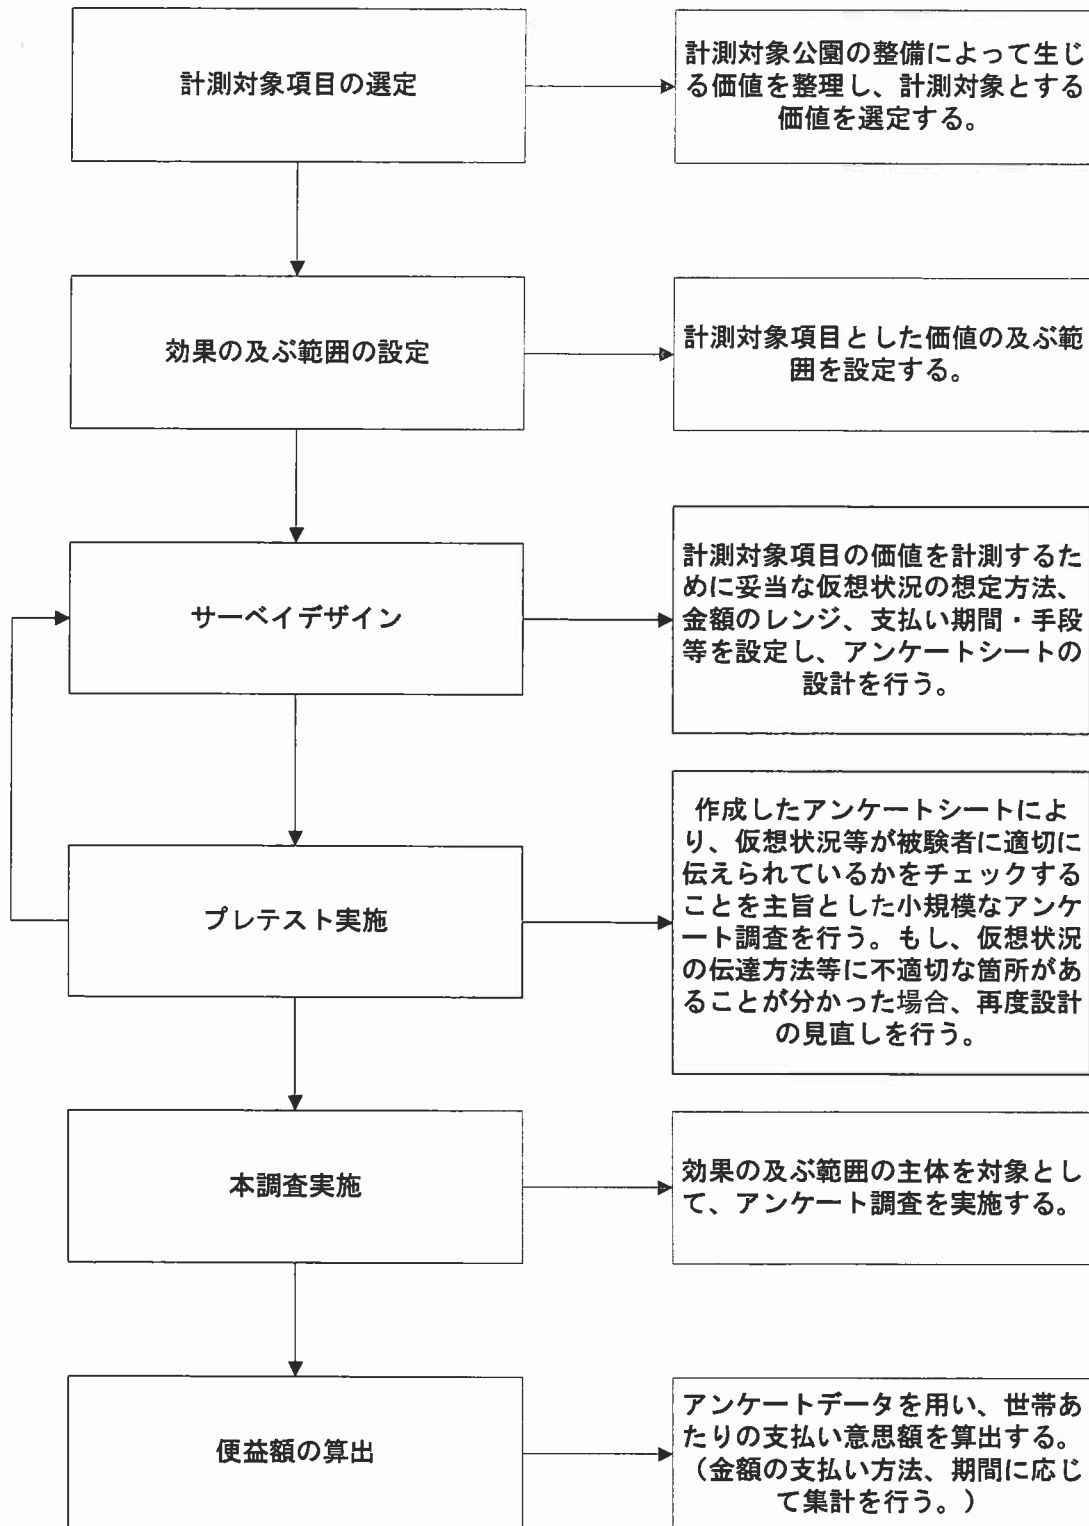 計測対象項目の選定
計測対象公園の整備によって生じ
る価値を整理し、計測対象とする
価値を選定する。
効果の及ぶ範囲の設定
計測対象項目とした価値の及ぶ範
囲を設定する。
サーベイデザイン
計測対象項目の価値を計測するた
めに妥当な仮想状況の想定方法、
金額のレンジ、支払い期間・手段
等を設定し、アンケートシートの
設計を行う。
プレテスト実施
作成したアンケートシートによ
り、仮想状況等が被験者に適切に
伝えられているかをチェックする
ことを主旨とした小規模なアンケ
ート調査を行う。もし、仮想状況
の伝達方法等に不適切な箇所があ
ることが分かった場合、再度設計
の見直しを行う。
本調査実施
効果の及ぶ範囲の主体を対象とし
て、アンケート調査を実施する。
便益額の算出
アンケートデータを用い、世帯あ
たりの支払い意思額を算出する。
（金額の支払い方法、期間に応じ
て集計を行う。）